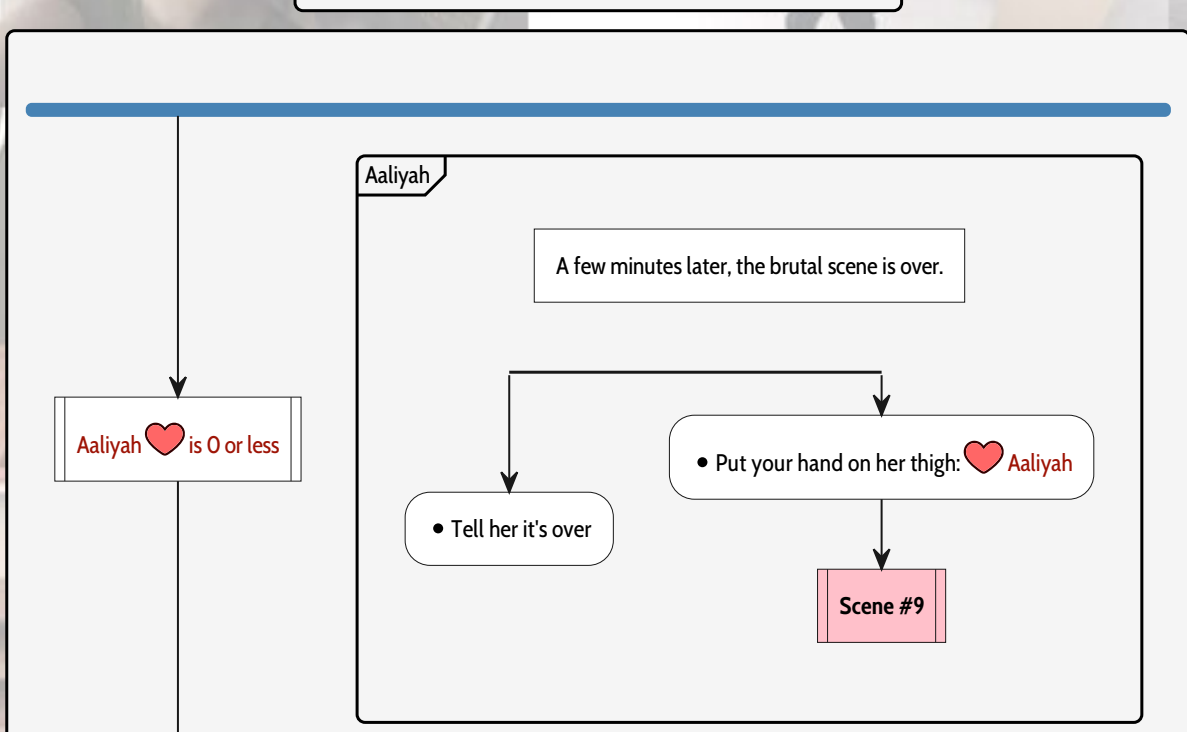 Aaliyah
A few minutes later, the brutal scene is over.
Aaliyah is 0 or less
• Put your hand on her thigh: Aaliyah
• Tell her it's over
Scene #9